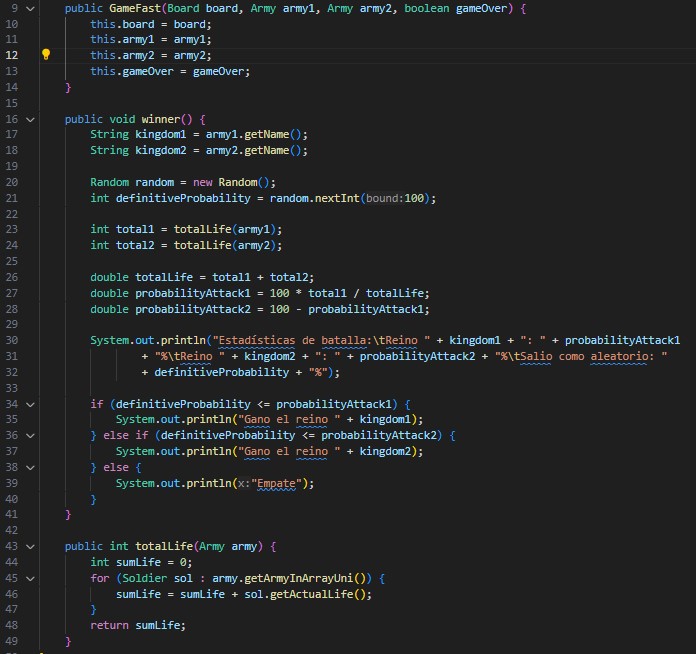 9 public GameFast(Board board, Army army1, Army army2, boolean gameOver) {
10 this.board = board;
11 this.army1 = army1;
12 this.army2 = army2;
13 this.gameOver = gameOver;
14 }
15
16 public void winner() {
17 String kingdom1 = army1.getName();
18 String kingdom2 = army2.getName();
19
20 Random random = new Random();
21 int definitiveProbability = random.nextInt(bound:100);
22
23 int total1 = totalLife(army1);
24 int total2 = totalLife(army2);
25
26 double totalLife = total1 + total2;
27 double probabilityAttack1 = 100 * total1 / totalLife;
28 double probabilityAttack2 = 100 - probabilityAttack1;
29
30 System.out.println("Estadísticas de batalla:\tReino " + kingdom1 + ": " + probabilityAttack1
31 + "%\tReino " + kingdom2 + ": " + probabilityAttack2 + "%\tSalio como aleatorio: "
32 + definitiveProbability + "%");
33
34 if (definitiveProbability <= probabilityAttack1) {
35 System.out.println("Gano el reino " + kingdom1);
36 } else if (definitiveProbability <= probabilityAttack2) {
37 System.out.println("Gano el reino " + kingdom2);
38 } else {
39 System.out.println(x:"Empate");
40 }
41 }
42
43 public int totalLife(Army army) {
44 int sumLife = 0;
45 for (Soldier sol : army.getArmyInArrayUni()) {
46 sumLife = sumLife + sol.getActualLife();
47 }
48 return sumLife;
49 }